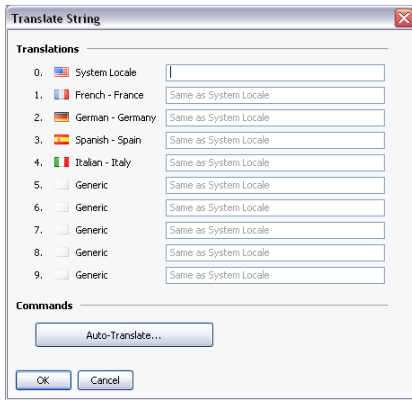 Translate String
Translations
0. System Locale
1. French - France Same as System Locale
2. German - Germany Same as System Locale
3. Spanish - Spain Same as System Locale
4. Italian - Italy Same as System Locale
5. Generic Same as System Locale
6. Generic Same as System Locale
7. Generic Same as System Locale
8. Generic Same as System Locale
9. Generic Same as System Locale
Commands
Auto-Translate...
OK Cancel